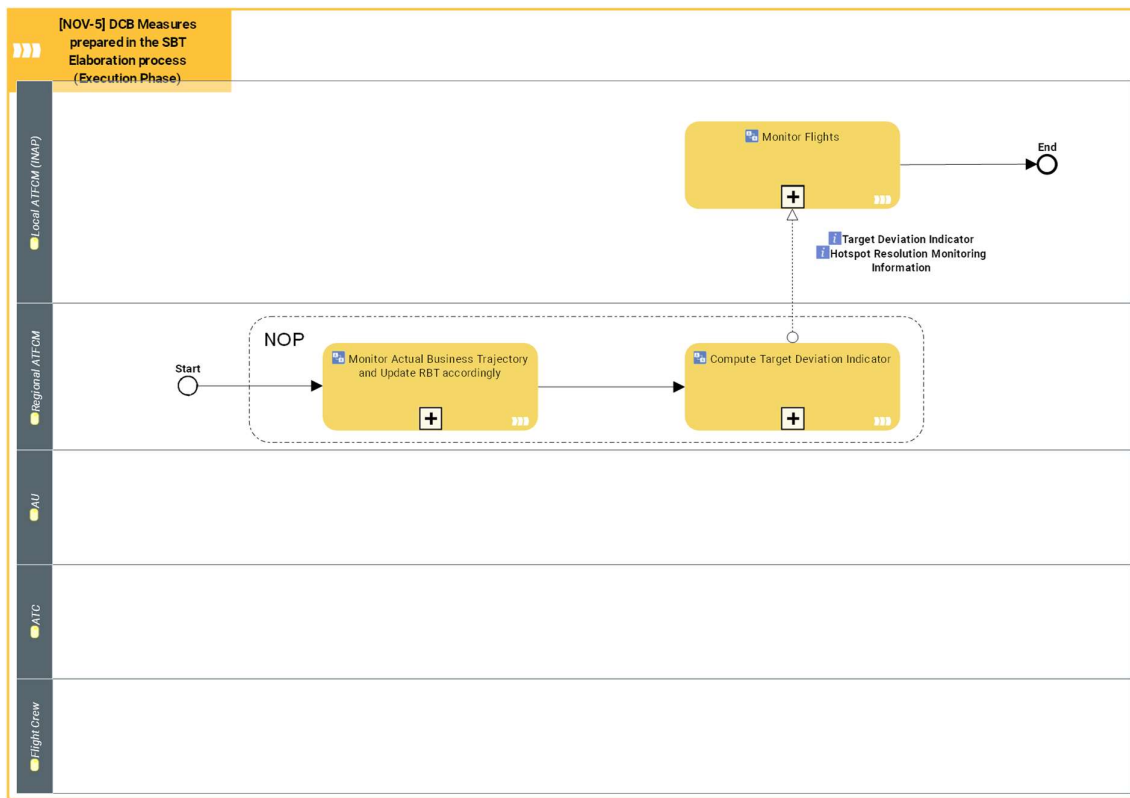 [NOV-5] DCB Measures
prepared in the SBT
Elaboration process
(Execution Phase)
Local ATFCM (INAP)
Monitor Flights
End
Target Deviation Indicator
Hotspot Resolution Monitoring
Information
Regional ATFCM
NOP
Start
Monitor Actual Business Trajectory
and Update RBT accordingly
Compute Target Deviation Indicator
AU
ATC
Flight Crew